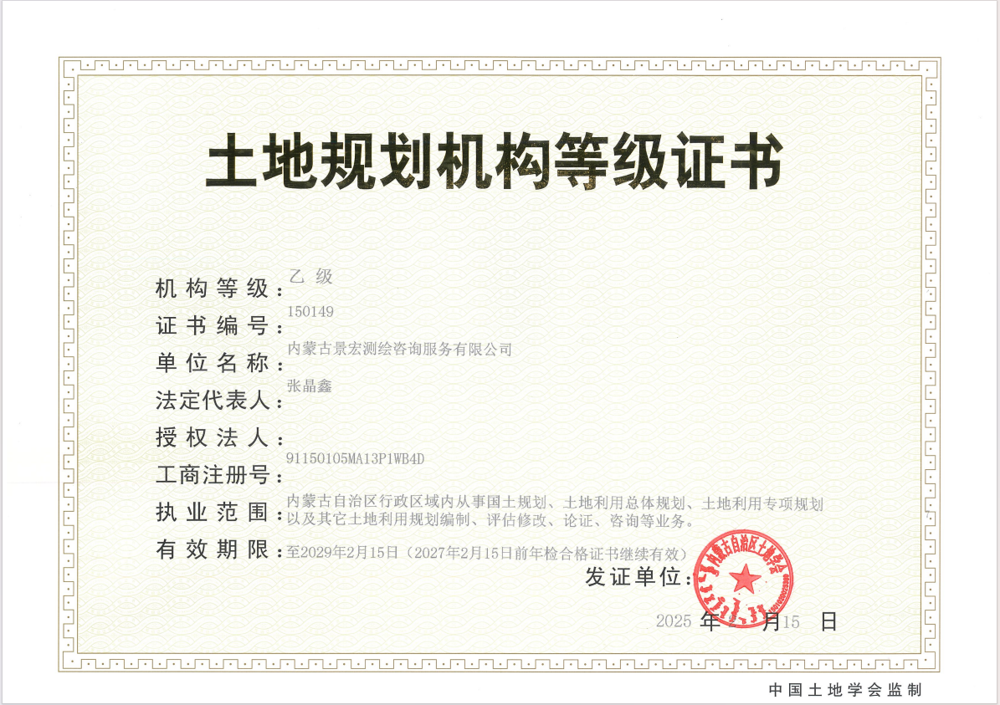 土地规划机构等级证书
机构等级：乙 级
证书编号：150149
单位名称：内蒙古景宏测绘咨询服务有限公司
法定代表人：张晶鑫
授权法人：
工商注册号：91150105MA13P1WB4D
执业范围：内蒙古自治区行政区域内从事国土规划、土地利用总体规划、土地利用专项规划
以及其它土地利用规划编制、评估修改、论证、咨询等业务。
有效期限：至2029年2月15日（2027年2月15日前年检合格证书继续有效）
发证单位：
内蒙古自治区土地学会
2025 年 2 月 15 日
中国土地学会监制